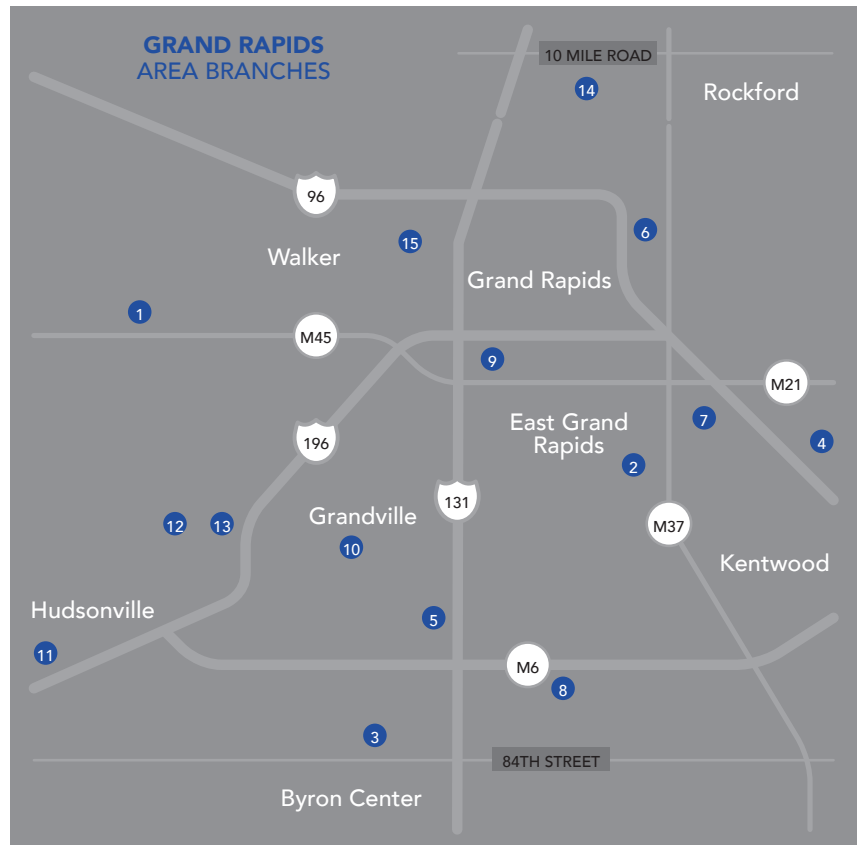 GRAND RAPIDS
AREA BRANCHES
10 MILE ROAD
14
Rockford
96
6
15
Walker
Grand Rapids
1
M45
9
M21
7
East Grand
Rapids
4
196
2
131
12
13
Grandville
M37
10
Kentwood
Hudsonville
5
11
M6
8
3
84TH STREET
Byron Center